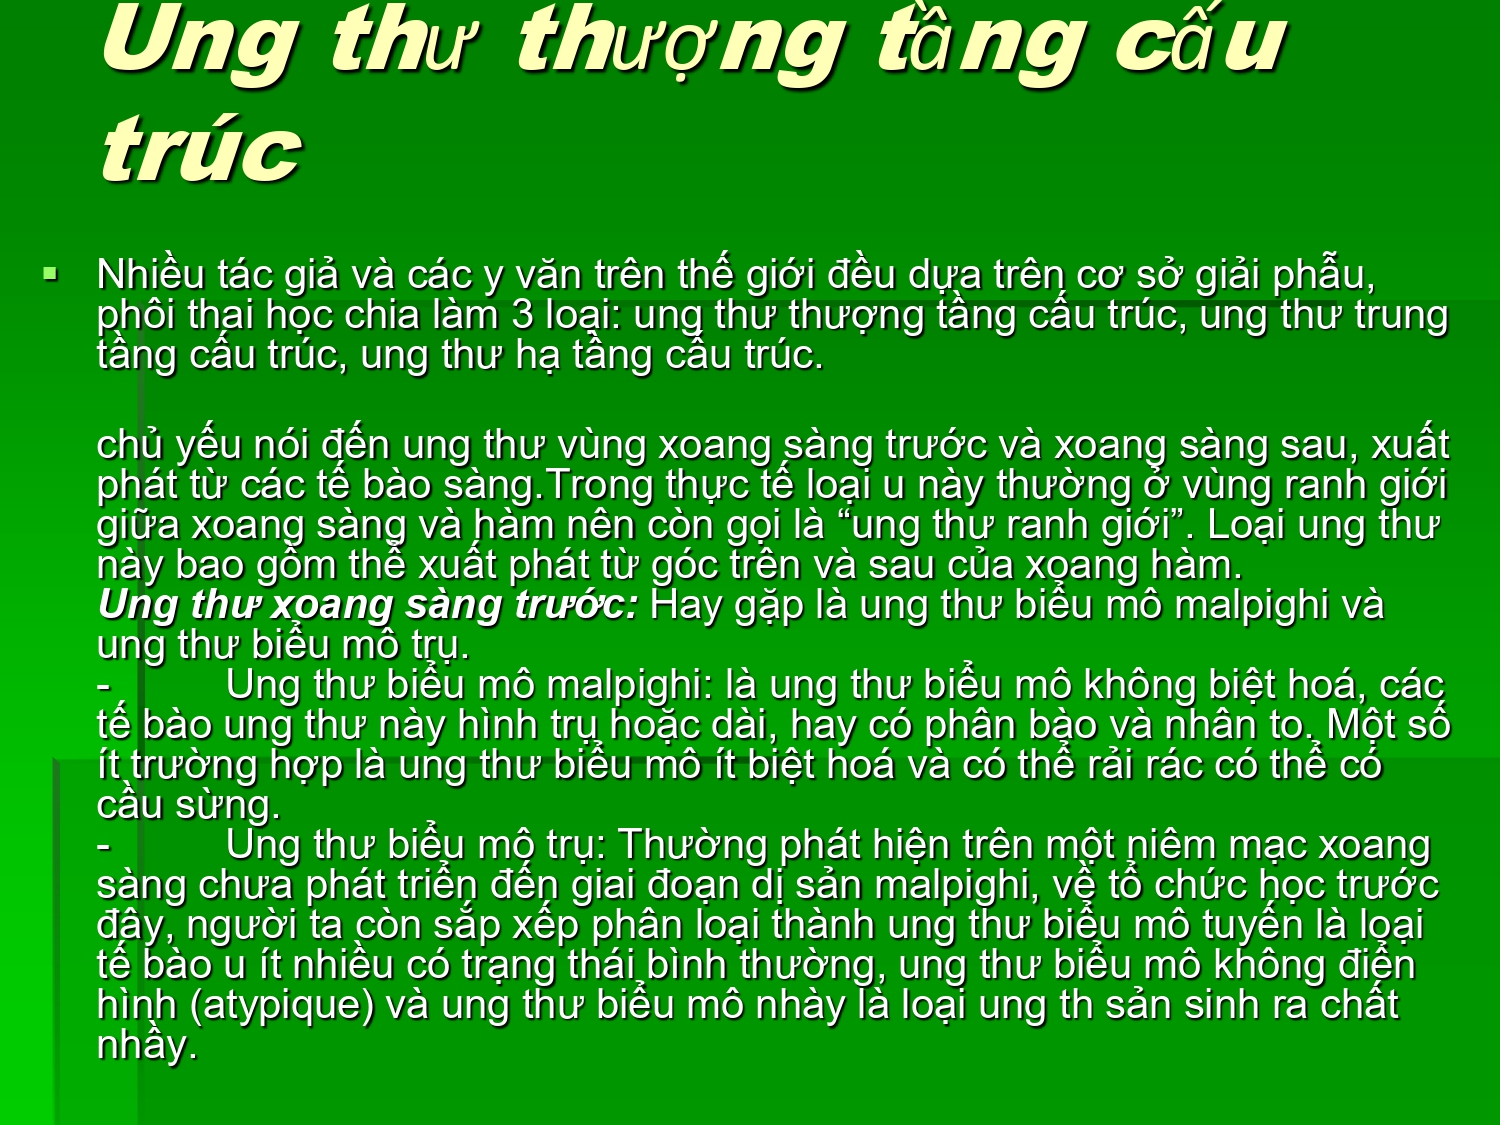 Ung thư thượng tầng cấu
trúc
▪ Nhiều tác giả và các y văn trên thế giới đều dựa trên cơ sở giải phẫu,
phôi thai học chia làm 3 loại: ung thư thượng tầng cấu trúc, ung thư trung
tầng cấu trúc, ung thư hạ tầng cấu trúc.
chủ yếu nói đến ung thư vùng xoang sàng trước và xoang sàng sau, xuất
phát từ các tế bào sàng.Trong thực tế loại u này thường ở vùng ranh giới
giữa xoang sàng và hàm nên còn gọi là “ung thư ranh giới”. Loại ung thư
này bao gồm thể xuất phát từ góc trên và sau của xoang hàm.
Ung thư xoang sàng trước: Hay gặp là ung thư biểu mô malpighi và
ung thư biểu mô trụ.
- Ung thư biểu mô malpighi: là ung thư biểu mô không biệt hoá, các
tế bào ung thư này hình trụ hoặc dài, hay có phân bào và nhân to. Một số
ít trường hợp là ung thư biểu mô ít biệt hoá và có thể rải rác có thể có
cầu sừng.
- Ung thư biểu mô trụ: Thường phát hiện trên một niêm mạc xoang
sàng chưa phát triển đến giai đoạn dị sản malpighi, về tổ chức học trước
đây, người ta còn sắp xếp phân loại thành ung thư biểu mô tuyến là loại
tế bào u ít nhiều có trạng thái bình thường, ung thư biểu mô không điển
hình (atypique) và ung thư biểu mô nhày là loại ung th sản sinh ra chất
nhầy.